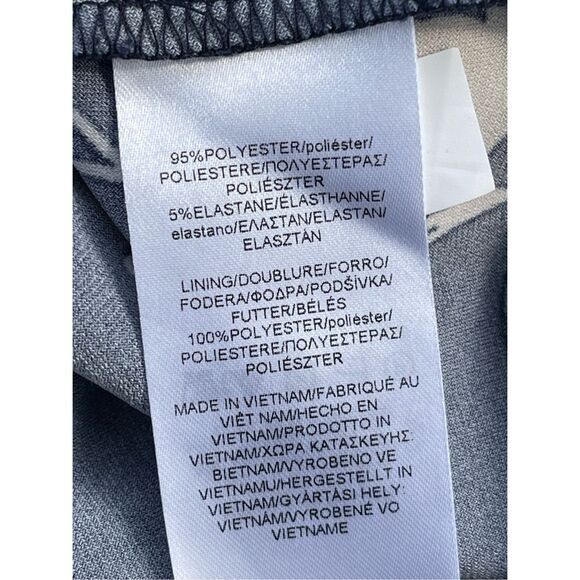 95%POLYESTER/poliéster/
POLIESTERE/ΠΟΛΥΕΣΤΕΡΑΣ/
POLIÉSZTER
5%ELASTANE/ÉLASTHANNE/
elastano/ΕΛΑΣΤΑΝ/ELASTAN/
ELASZTÁN
LINING/DOUBLURE/FORRO/
FODERA/ΦΟΔΡΑ/PODŠÍVKA/
FUTTER/BÉLÉS
100%POLYESTER/poliéster/
POLIESTERE/ΠΟΛΥΕΣΤΕΡΑΣ/
POLIÉSZTER
MADE IN VIETNAM/FABRIQUÉ AU
VIÊT NAM/HECHO EN
VIETNAM/PRODOTTO IN
VIETNAM/ΧΩΡΑ ΚΑΤΑΣΚΕΥΗΣ:
ΒΙΕΤΝΑΜ/VYROBENO VE
VIETNAMU/HERGESTELLT IN
VIETNAM/GYÁRTÁSI HELY:
VIETNÁM/VYROBENÉ VO
VIETNAME